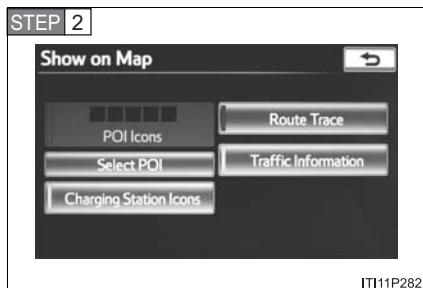 STEP 2
Show on Map
POI Icons
Route Trace
Select POI
Traffic Information
Charging Station Icons
ITI11P282